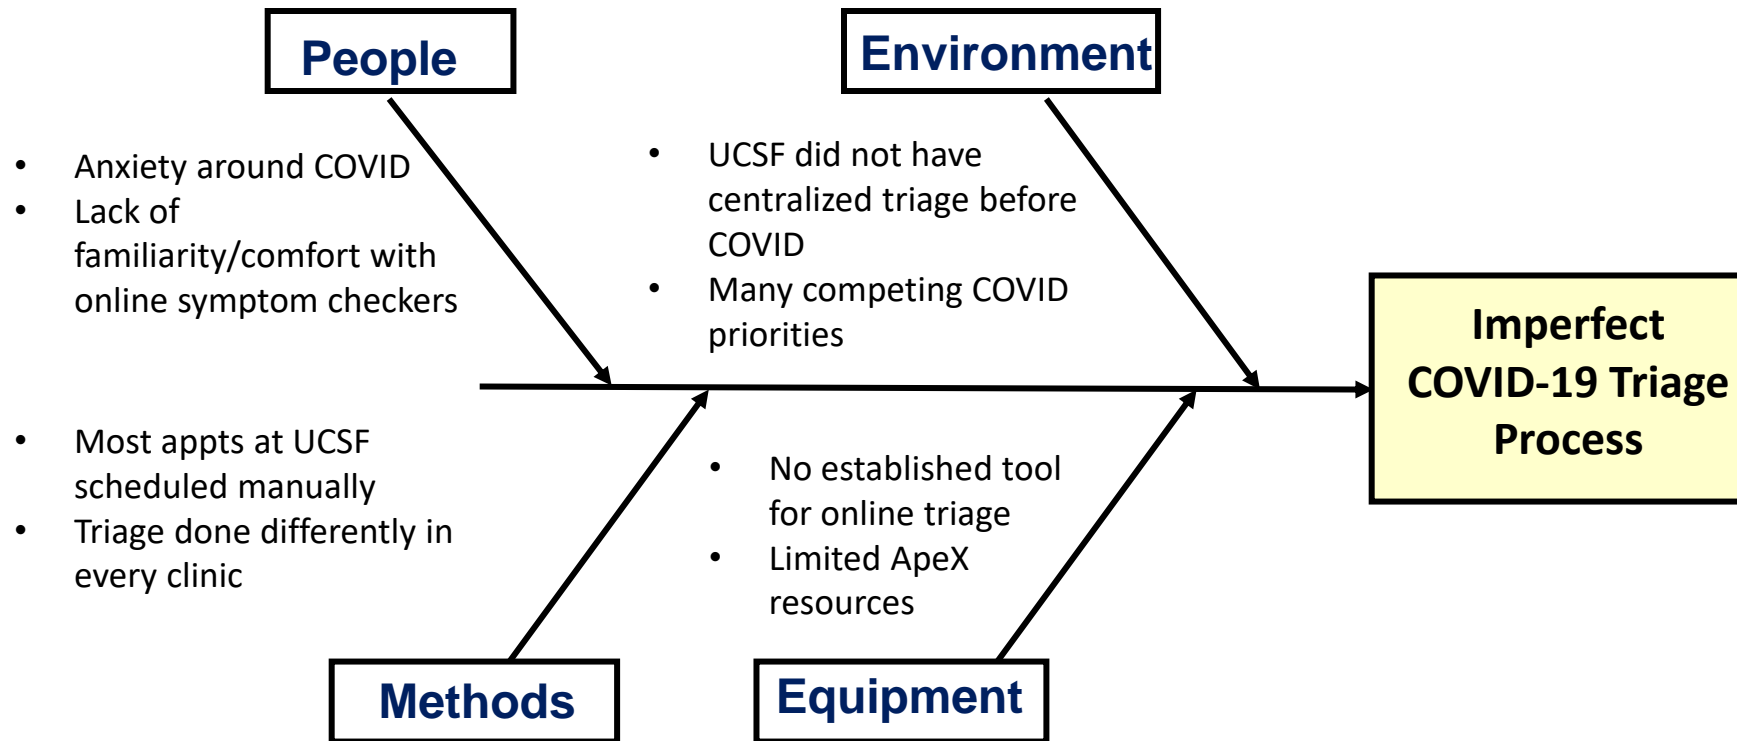 People
Environment
• Anxiety around COVID
• Lack of
familiarity/comfort with
online symptom checkers
• UCSF did not have
centralized triage before
COVID
• Many competing COVID
priorities
Imperfect
COVID-19 Triage
Process
• Most appts at UCSF
scheduled manually
• Triage done differently in
every clinic
• No established tool
for online triage
• Limited ApeX
resources
Methods
Equipment